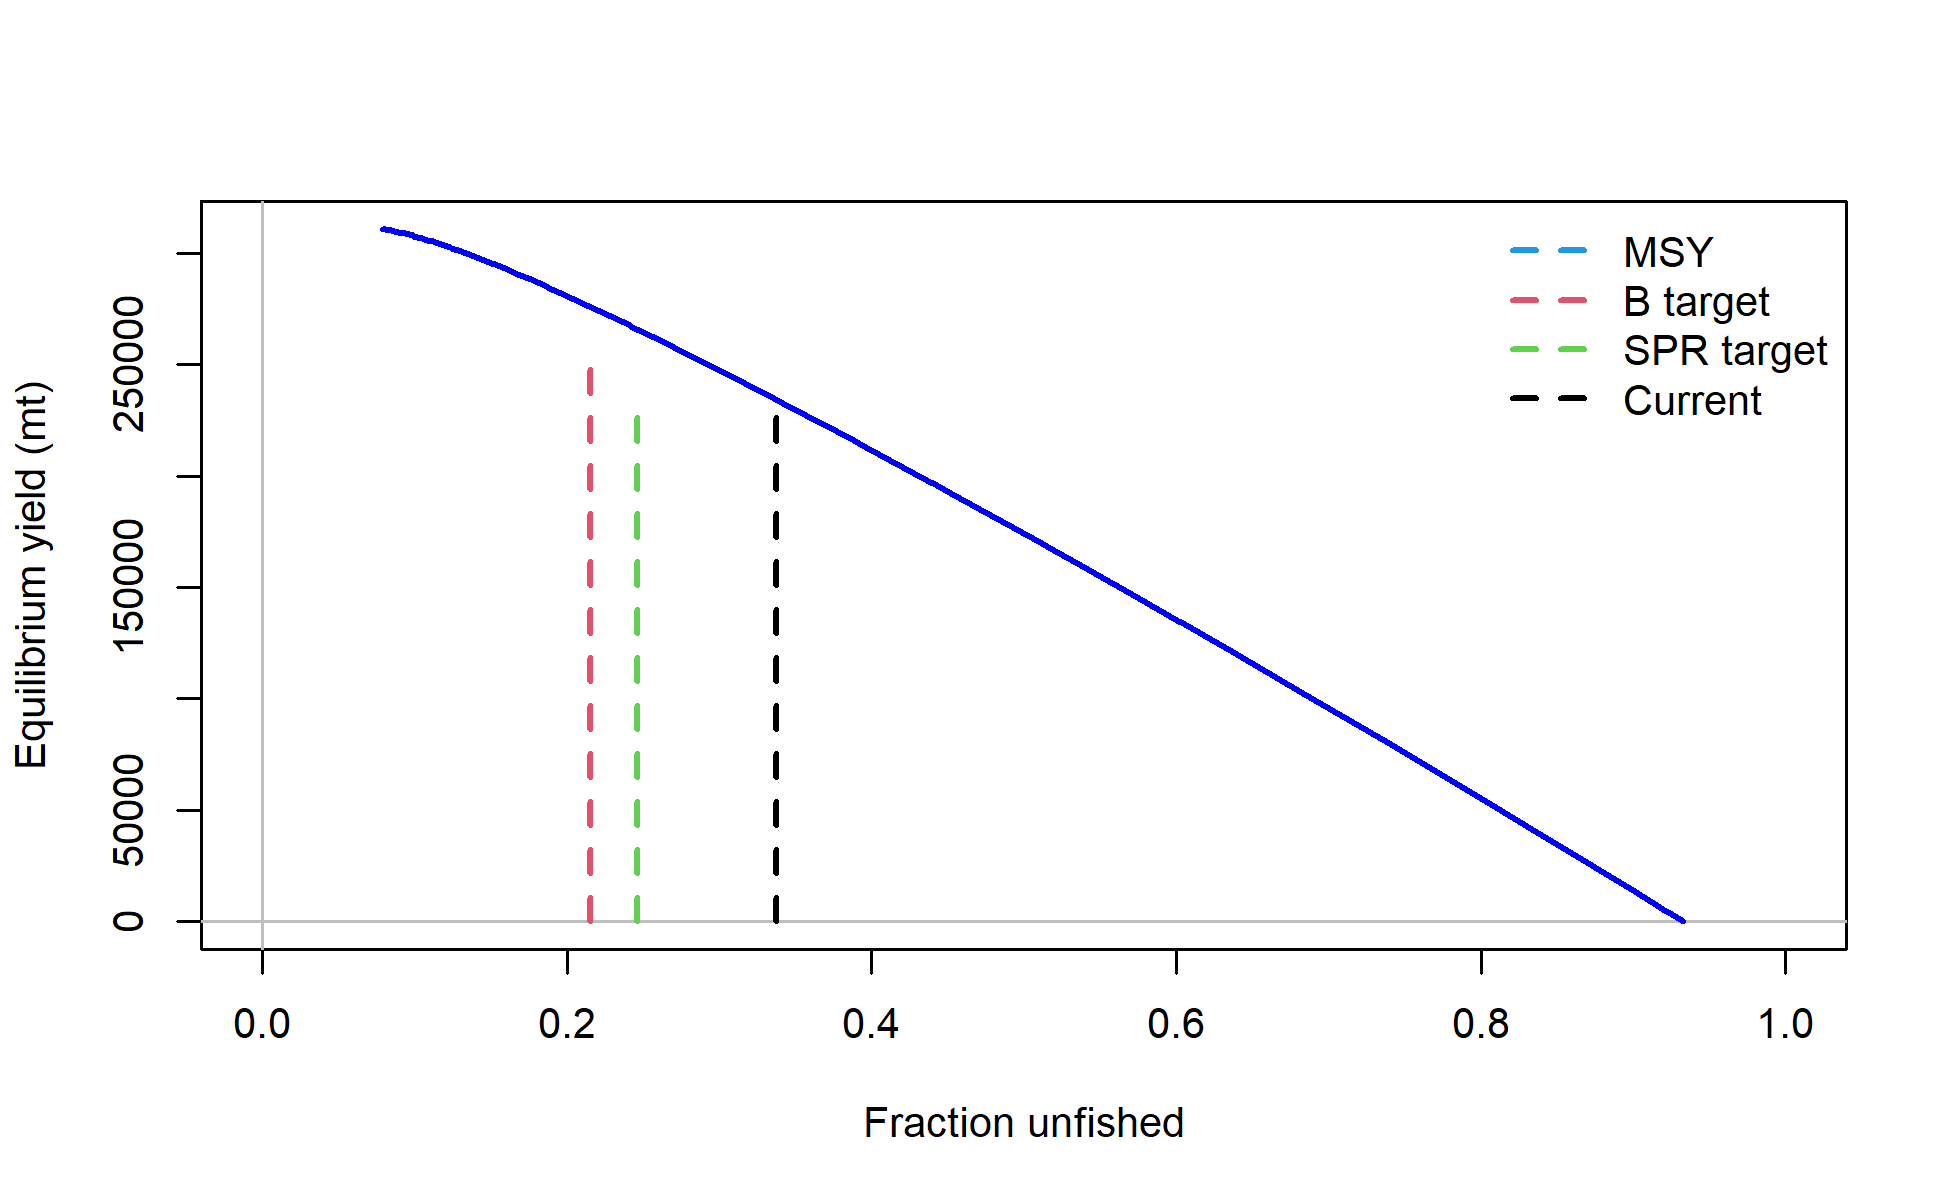 MSY
B target
SPR target
Current
Equilibrium yield (mt)
250000
150000
50000
0
0.0 0.2 0.4 0.6 0.8 1.0
Fraction unfished